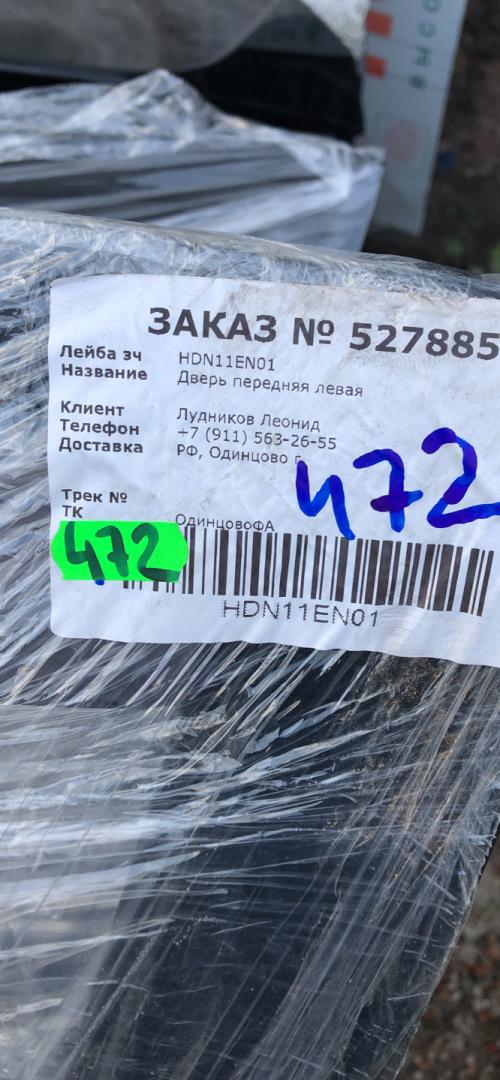 ЗАКАЗ № 527885
Лейба зч HDN11EN01
Название Дверь передняя левая
Клиент Лудников Леонид
Телефон +7 (911) 563-26-55
Доставка РФ, Одинцово г
472
Трек №
ТК ОдинцовоФА
472
HDN11EN01